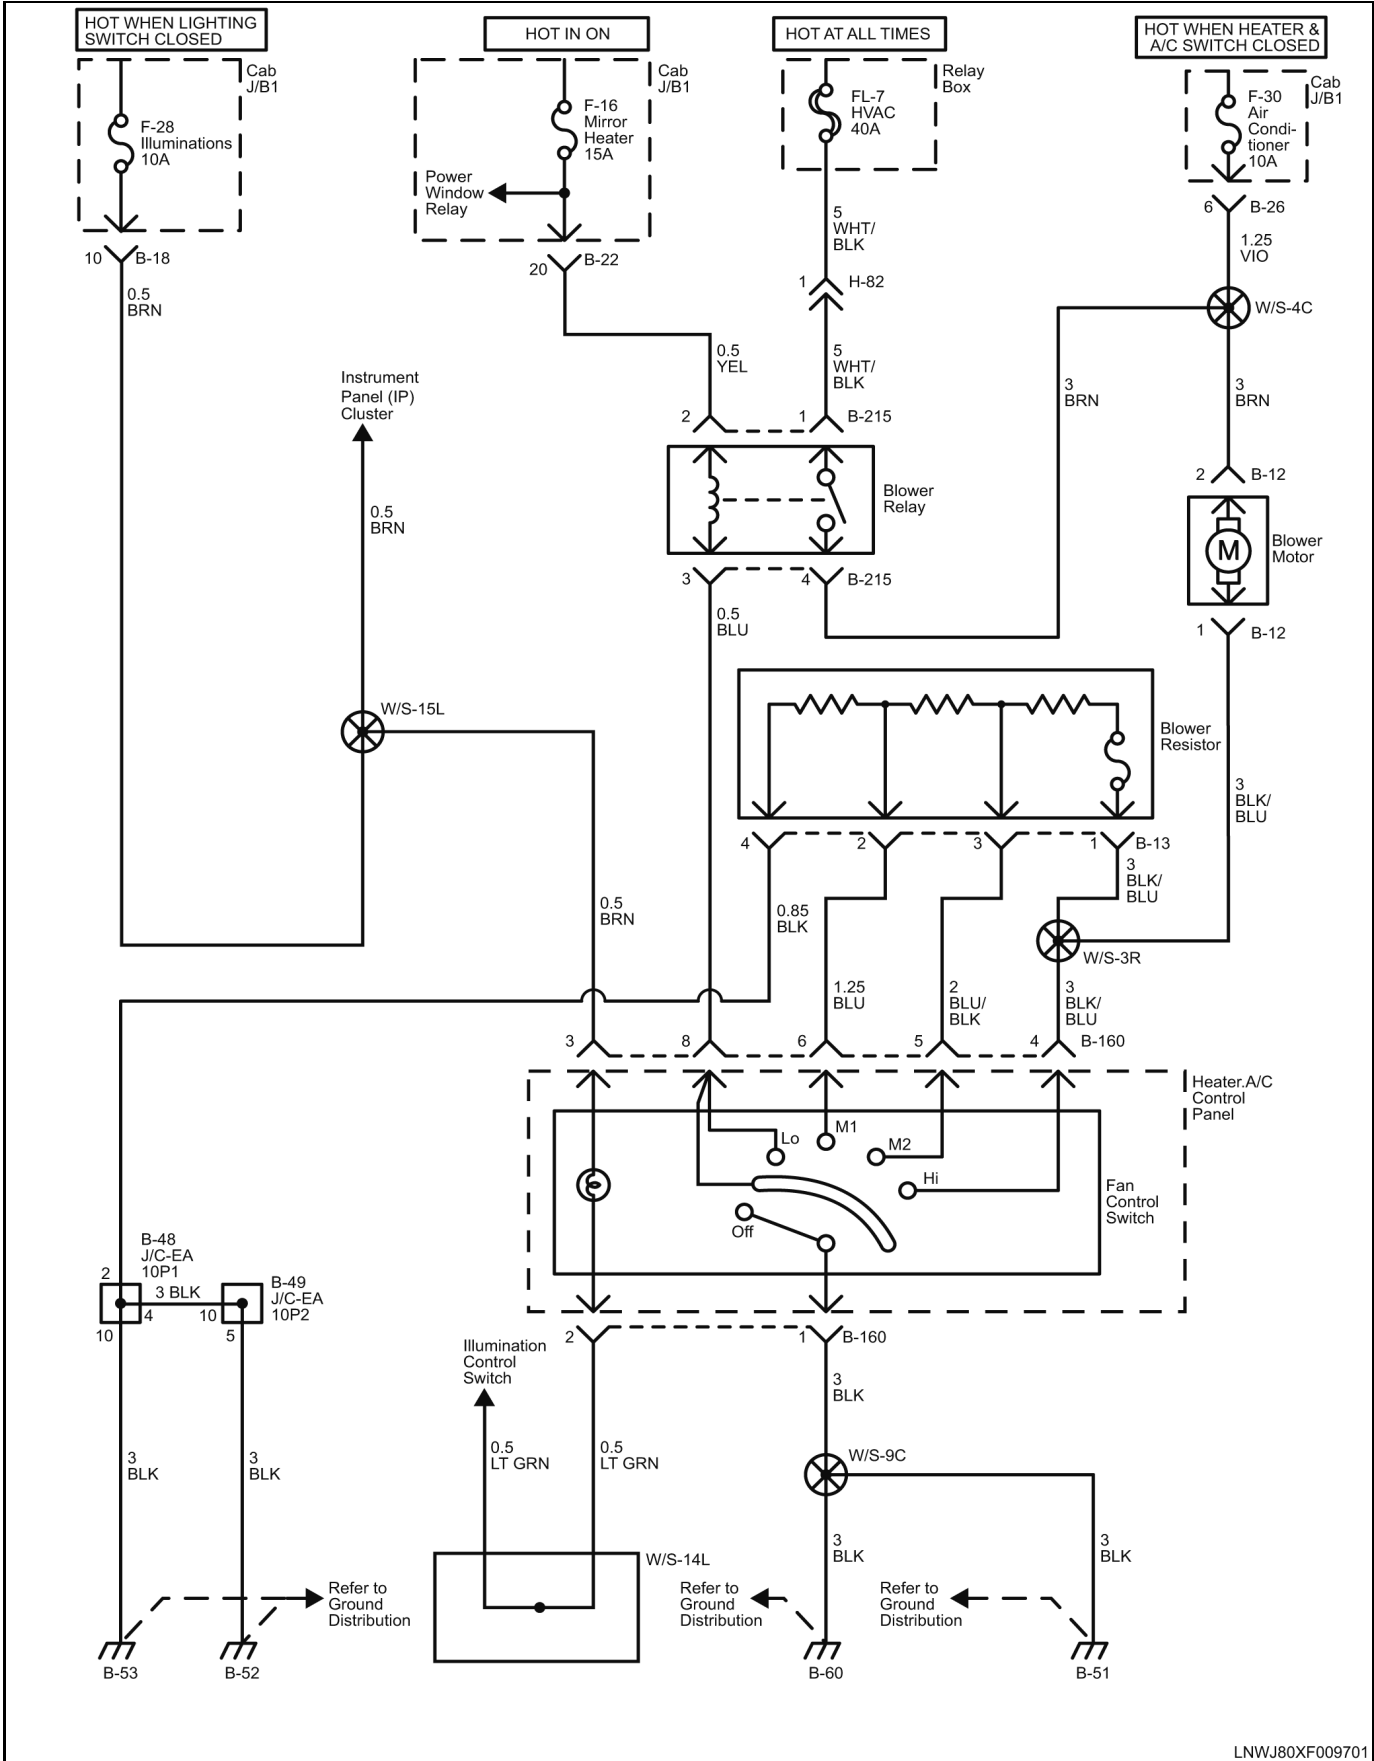 HOT WHEN LIGHTING
SWITCH CLOSED
HOT IN ON
HOT AT ALL TIMES
HOT WHEN HEATER &
A/C SWITCH CLOSED
Cab
J/B1
F-28
Illuminations
10A
10
B-18
0.5
BRN
Cab
J/B1
F-16
Mirror
Heater
15A
Power
Window
Relay
20
B-22
0.5
YEL
Relay
Box
FL-7
HVAC
40A
5
WHT/
BLK
1
H-82
5
WHT/
BLK
Cab
J/B1
F-30
Air
Condi-
tioner
10A
6
B-26
1.25
VIO
W/S-4C
3
BRN
3
BRN
Instrument
Panel (IP)
Cluster
0.5
BRN
2
1
B-215
Blower
Relay
3
4
B-215
0.5
BLU
2
B-12
M
Blower
Motor
1
B-12
W/S-15L
Blower
Resistor
3
BLK/
BLU
4
2
3
1
B-13
3
BLK/
BLU
0.5
BRN
0.85
BLK
W/S-3R
1.25
BLU
2
BLU/
BLK
3
BLK/
BLU
3
8
6
5
4
B-160
Heater.A/C
Control
Panel
Lo
M1
M2
Hi
Off
Fan
Control
Switch
B-48
J/C-EA
10P1
2
3 BLK
4
10
10
5
B-49
J/C-EA
10P2
2
1
B-160
Illumination
Control
Switch
3
BLK
3
BLK
3
BLK
0.5
LT GRN
0.5
LT GRN
W/S-9C
3
BLK
3
BLK
W/S-14L
Refer to
Ground
Distribution
Refer to
Ground
Distribution
Refer to
Ground
Distribution
B-53
B-52
B-60
B-51
LNWJ80XF009701